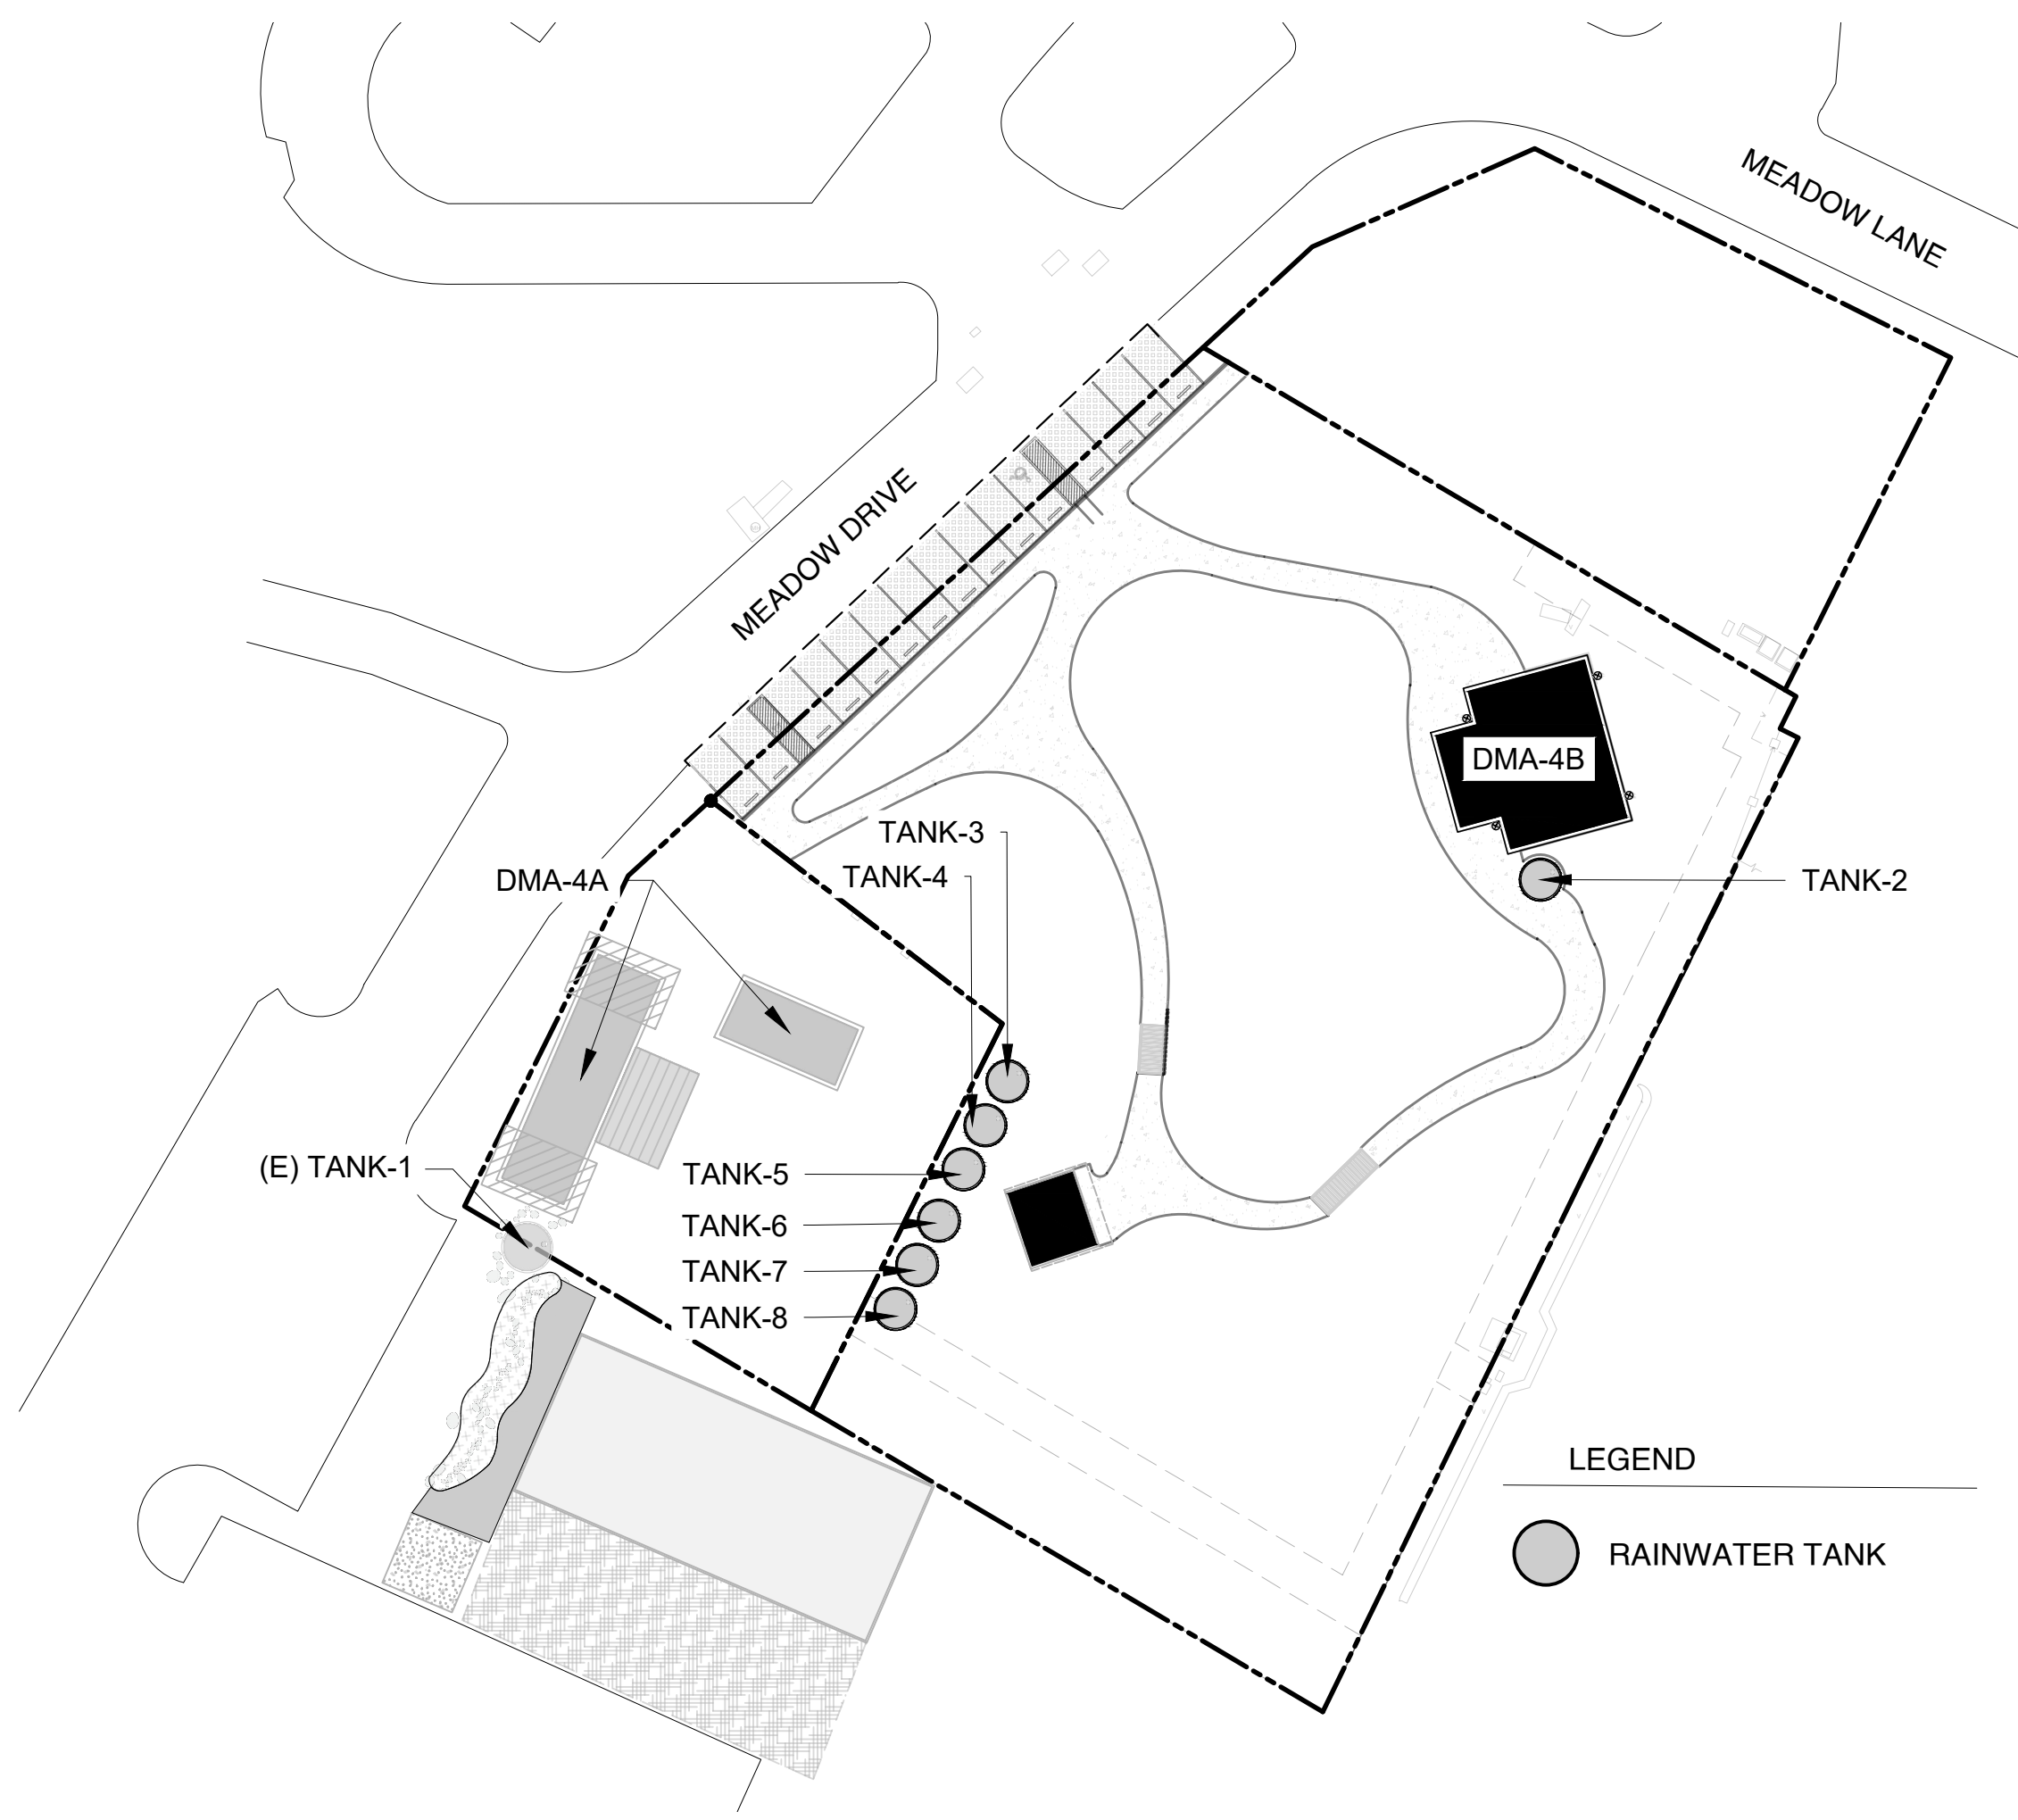 MEADOW LANE
MEADOW DRIVE
DMA-4B
TANK-3
TANK-4
DMA-4A
TANK-2
(E) TANK-1
TANK-5
TANK-6
TANK-7
TANK-8
LEGEND
RAINWATER TANK